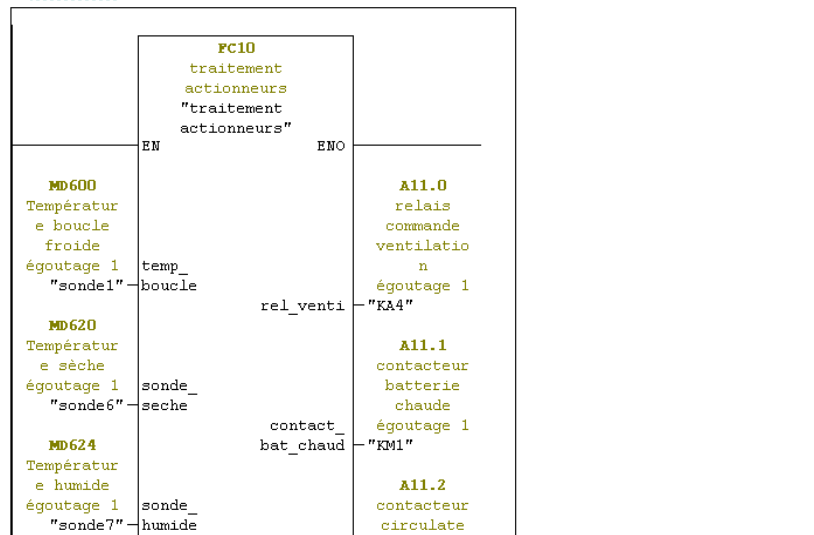 FC10
traitement
actionneurs
"traitement
actionneurs"
EN
ENO
MD600
Températur
e boucle
froide
égoutage 1
"sonde1"
temp_
boucle
A11.0
relais
commande
ventilatio
n
égoutage 1
rel_venti
"KA4"
MD620
Températur
e sèche
égoutage 1
"sonde6"
sonde_
seche
A11.1
contacteur
batterie
chaude
égoutage 1
contact_
bat_chaud
"KM1"
MD624
Températur
e humide
égoutage 1
"sonde7"
sonde_
humide
A11.2
contacteur
circulate